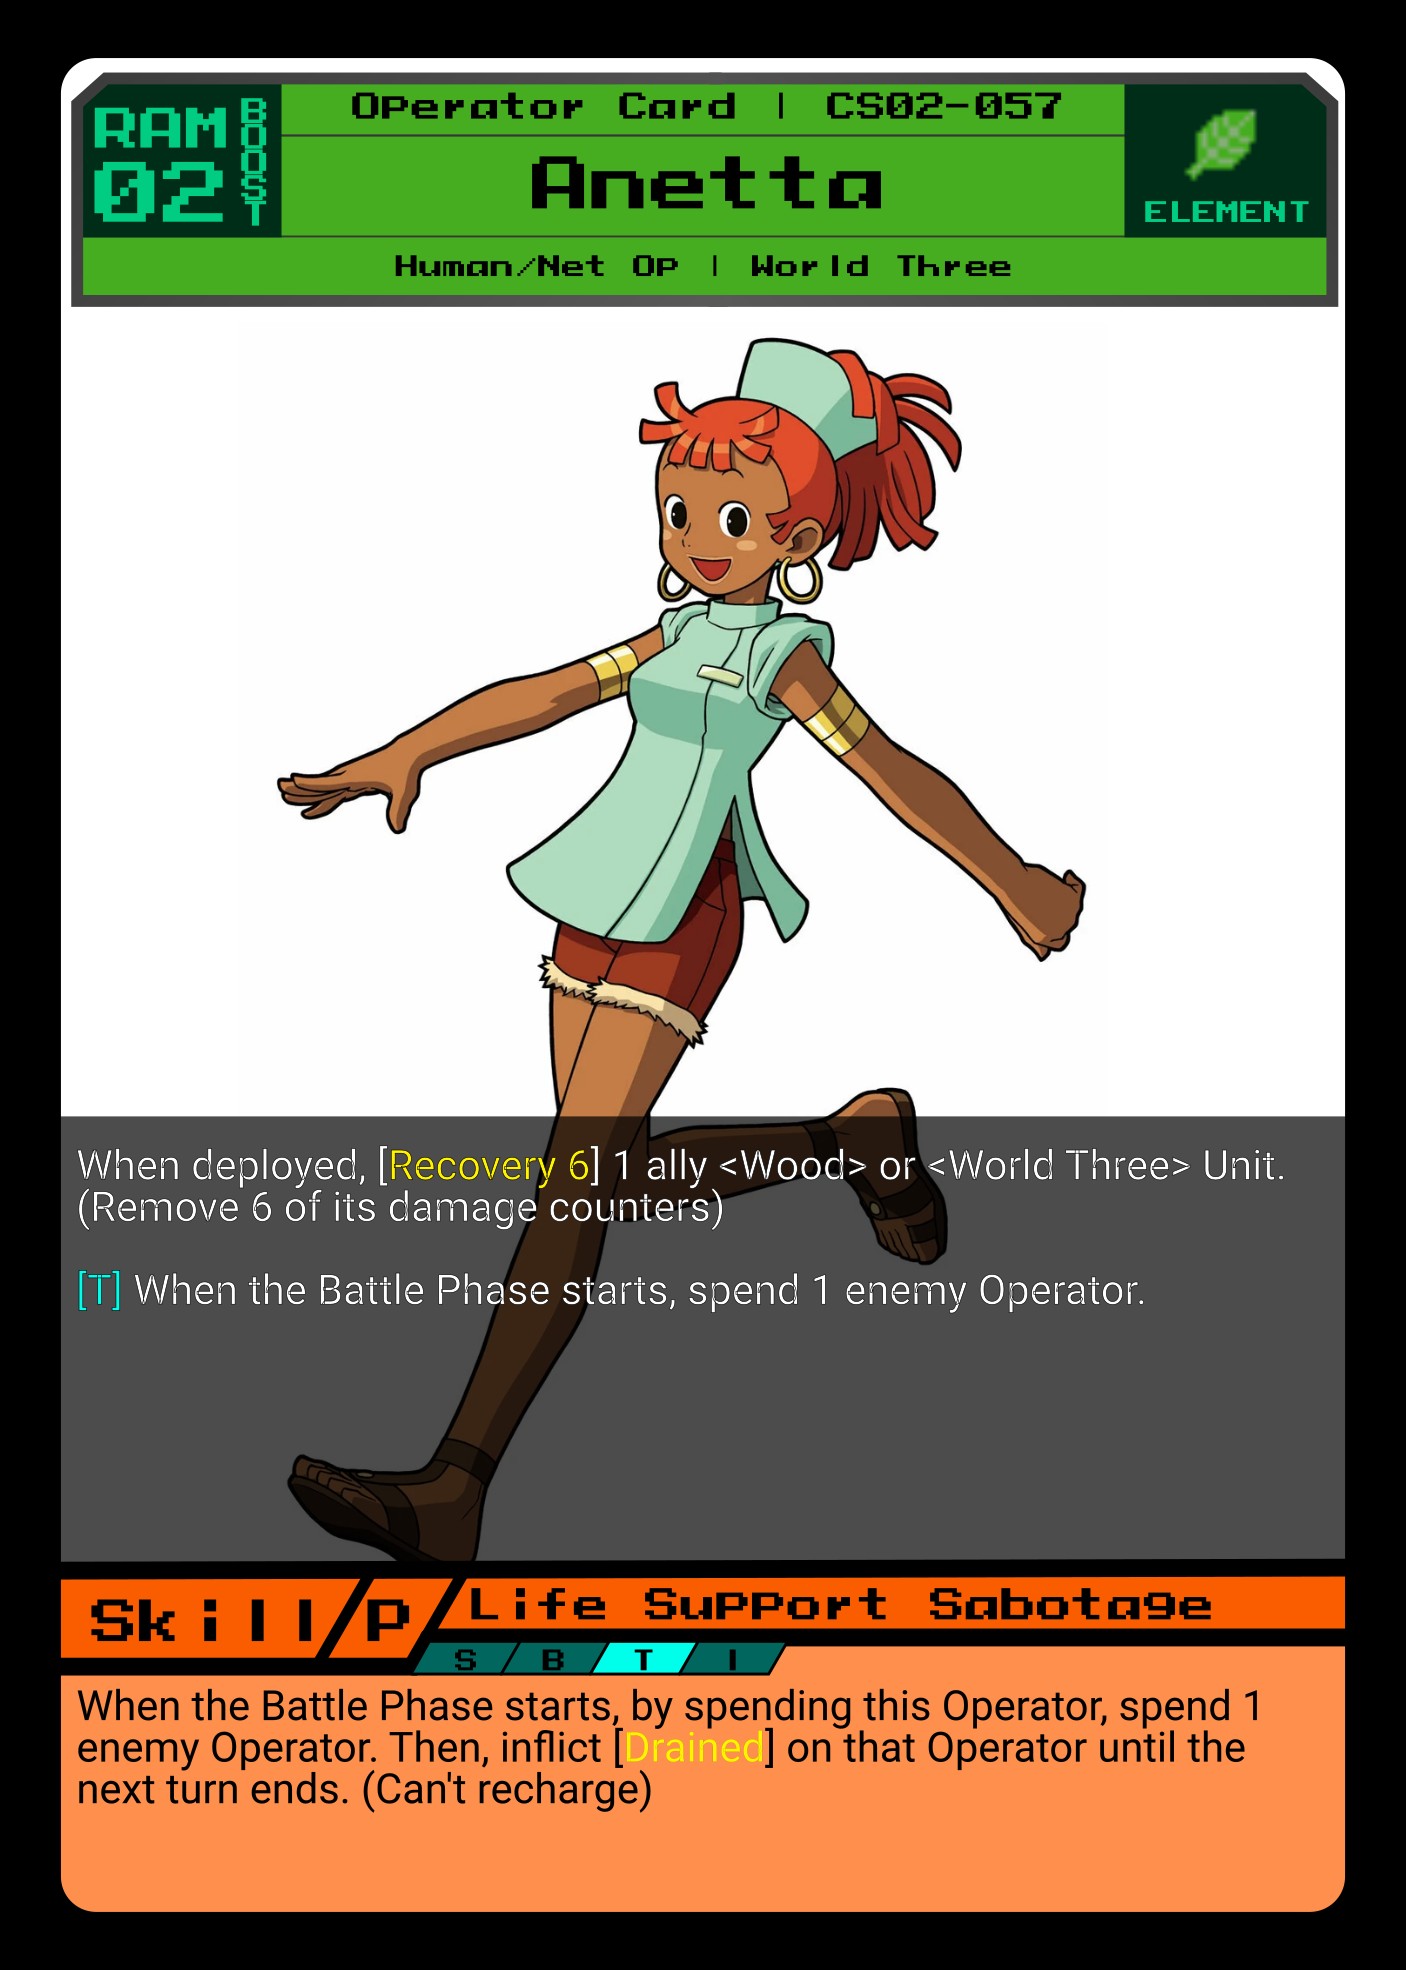 RAM
02
BOOST
Operator Card | CS02-057
Anetta
ELEMENT
Human/Net Op | World Three
When deployed, [Recovery 6] 1 ally <Wood> or <World Three> Unit.
(Remove 6 of its damage counters)
[T] When the Battle Phase starts, spend 1 enemy Operator.
Skill/P
Life Support Sabotage
S B T I
When the Battle Phase starts, by spending this Operator, spend 1
enemy Operator. Then, inflict [Drained] on that Operator until the
next turn ends. (Can't recharge)